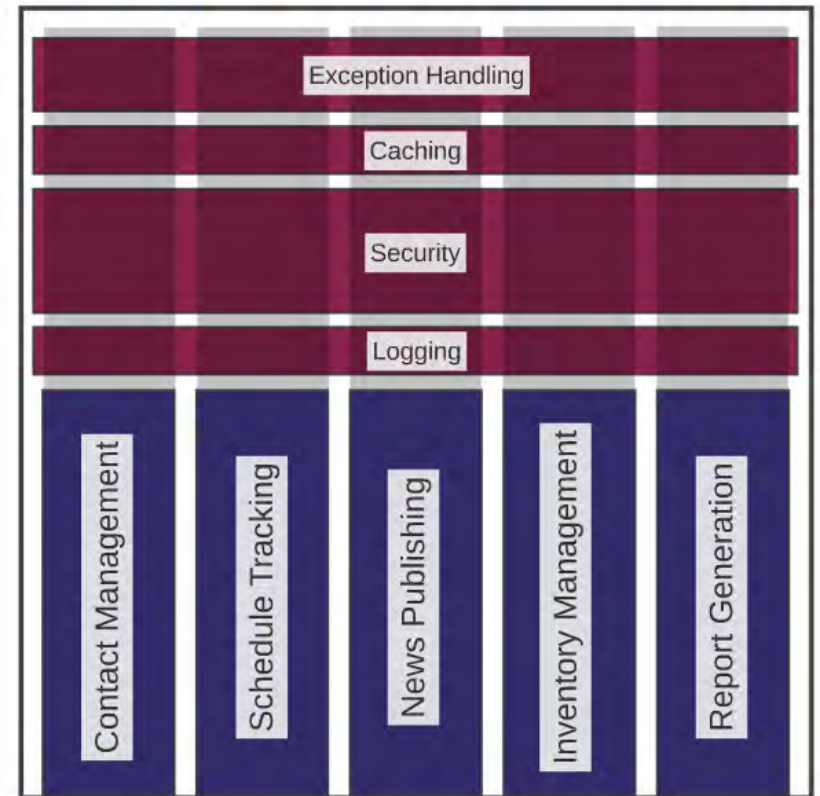 Exception Handling
Caching
Security
Logging
Contact Management
Schedule Tracking
News Publishing
Inventory Management
Report Generation